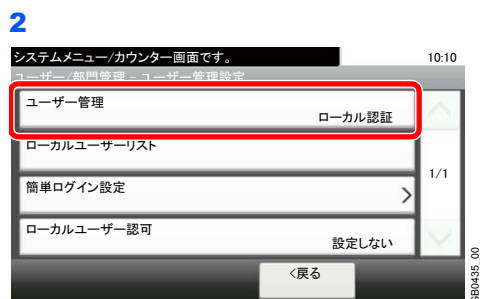 2
システムメニュー/カウンター画面です。
10:10
ユーザー/部門管理 - ユーザー管理設定
ユーザー管理
ローカル認証
ローカルユーザーリスト
1/1
簡単ログイン設定
ローカルユーザー認可
設定しない
<戻る
GB0435_00